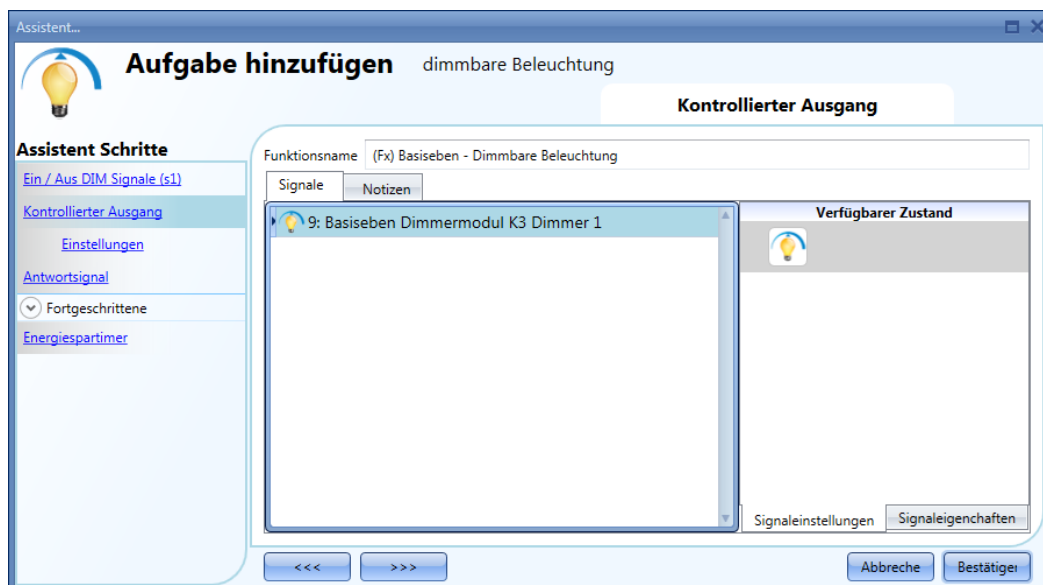 Assistent...
Aufgabe hinzufügen dimmbare Beleuchtung
Kontrollierter Ausgang
Assistent Schritte
Ein / Aus DIM Signale (s1)
Kontrollierter Ausgang
Einstellungen
Antwortsignal
Fortgeschrittene
Energiespartimer
Funktionsname (Fx) Basiseben - Dimmbare Beleuchtung
Signale Notizen
9: Basiseben Dimmermodul K3 Dimmer 1
Verfügbarer Zustand
Signaleinstellungen Signaleigenchaften
<<< >>> Abbreche Bestätiger